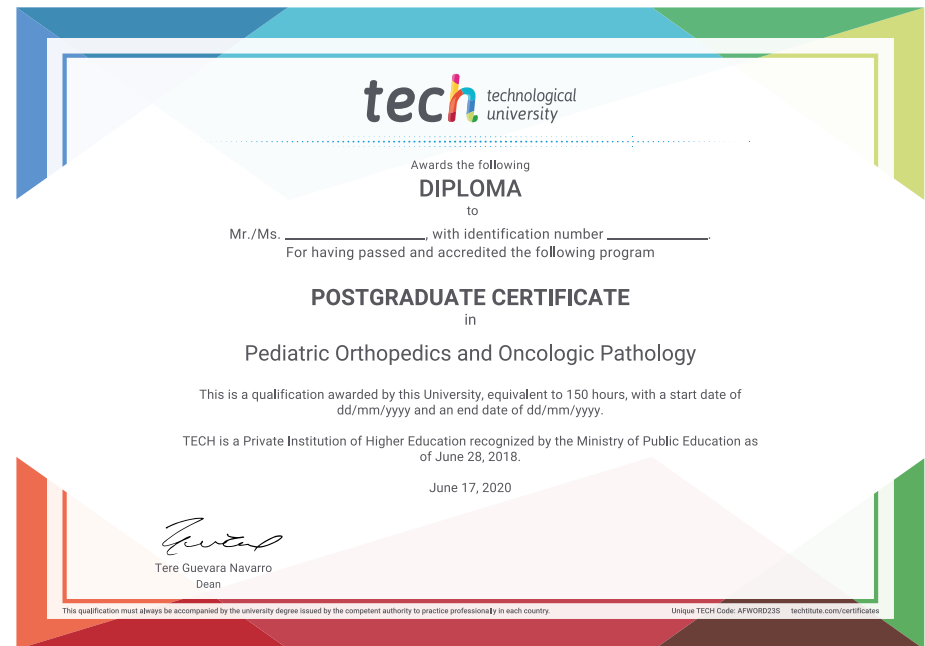 tech technological
university
Awards the following
DIPLOMA
to
Mr./Ms. ____________________, with identification number ______________.
For having passed and accredited the following program
POSTGRADUATE CERTIFICATE
in
Pediatric Orthopedics and Oncologic Pathology
This is a qualification awarded by this University, equivalent to 150 hours, with a start date of
dd/mm/yyyy and an end date of dd/mm/yyyy.
TECH is a Private Institution of Higher Education recognized by the Ministry of Public Education as
of June 28, 2018.
June 17, 2020
Tere Guevara Navarro
Dean
This qualification must always be accompanied by the university degree issued by the competent authority to practice professionally in each country.
Unique TECH Code: AFWORD23S techtitute.com/certificates